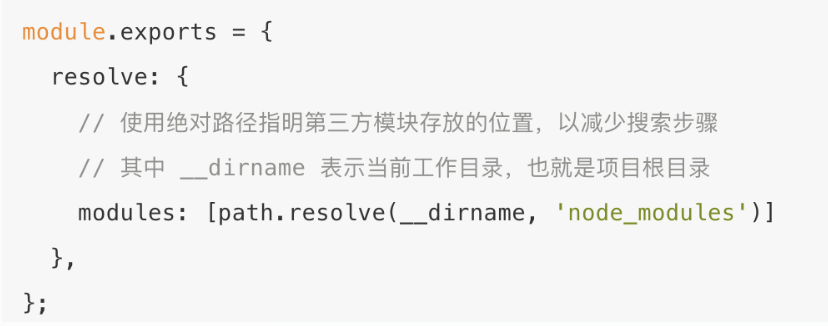 module.exports = {
  resolve: {
    // 使用绝对路径指明第三方模块存放的位置，以减少搜索步骤
    // 其中 __dirname 表示当前工作目录，也就是项目根目录
    modules: [path.resolve(__dirname, 'node_modules')]
  },
};